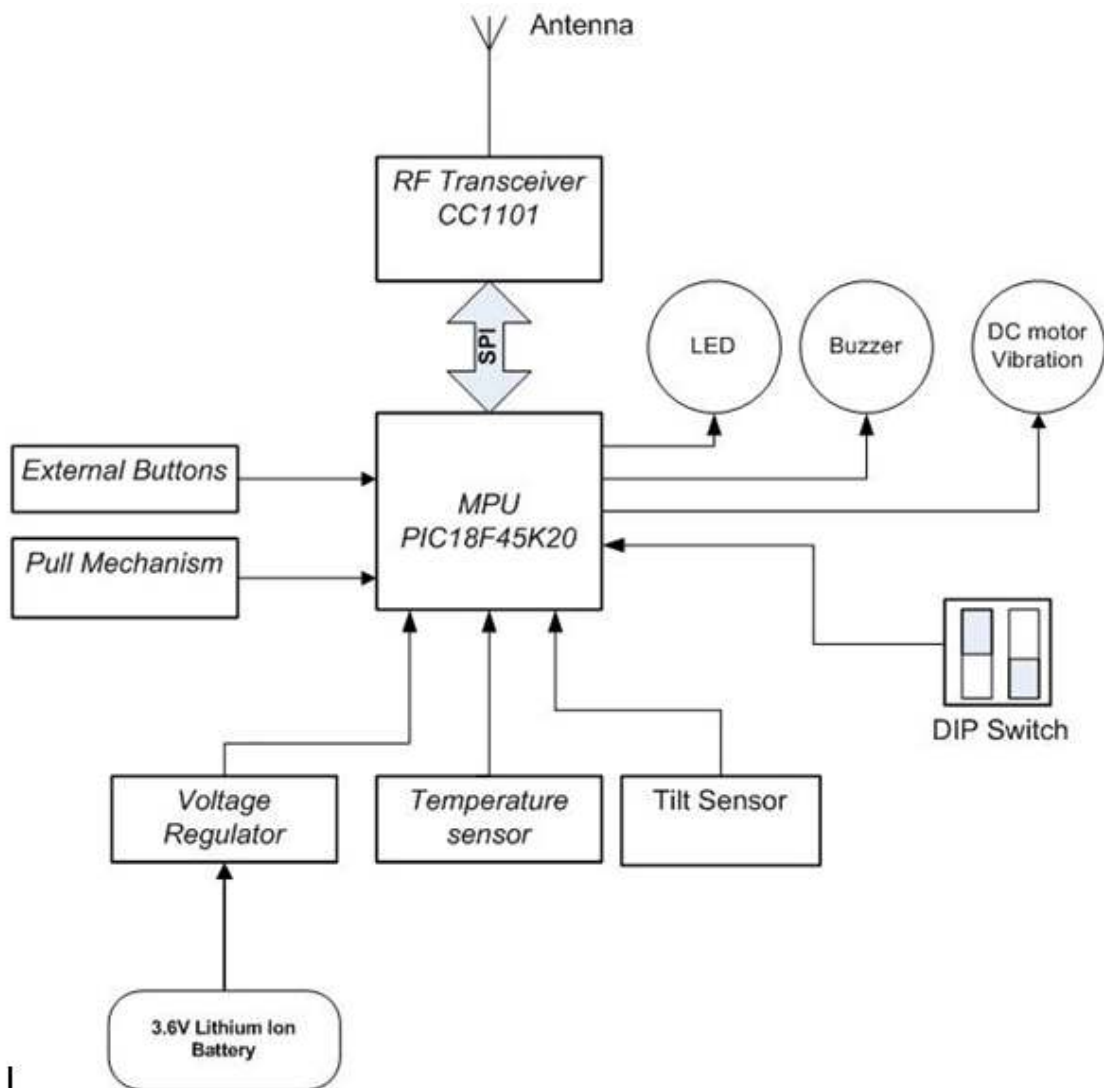 Antenna
RF Transceiver
CC1101
SPI
LED
Buzzer
DC motor
Vibration
External Buttons
MPU
PIC18F45K20
Pull Mechanism
DIP Switch
Voltage
Regulator
Temperature
sensor
Tilt Sensor
3.6V Lithium Ion
Battery